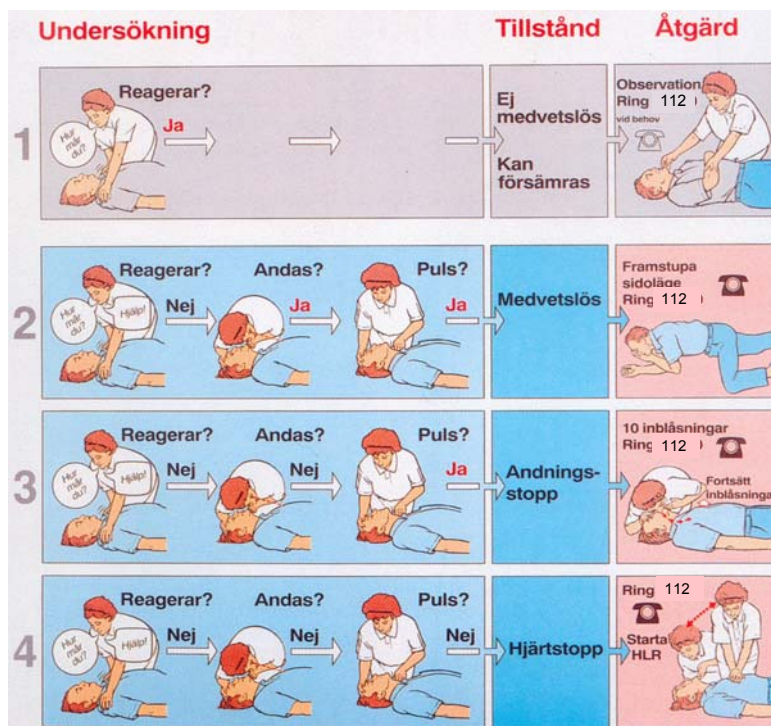 Undersökning
Tillstånd
Åtgärd
1
Hur
mår
du?
Reagerar?
Ja
Ej
medvetslös
Kan
försämras
Observation
Ring 112
vid behov
2
Hur
mår
du?
Hjälp!
Reagerar?
Nej
Andas?
Ja
Puls?
Ja
Medvetslös
Framstupa
sidoläge
Ring 112
3
Hur
mår
du?
Hjälp!
Reagerar?
Nej
Andas?
Nej
Puls?
Ja
Andnings-
stopp
10 inblåsningar
Ring 112
Fortsätt
inblåsninga
4
Hur
mår
du?
Hjälp!
Reagerar?
Nej
Andas?
Nej
Puls?
Nej
Hjärtstopp
Ring 112
Starta
HLR